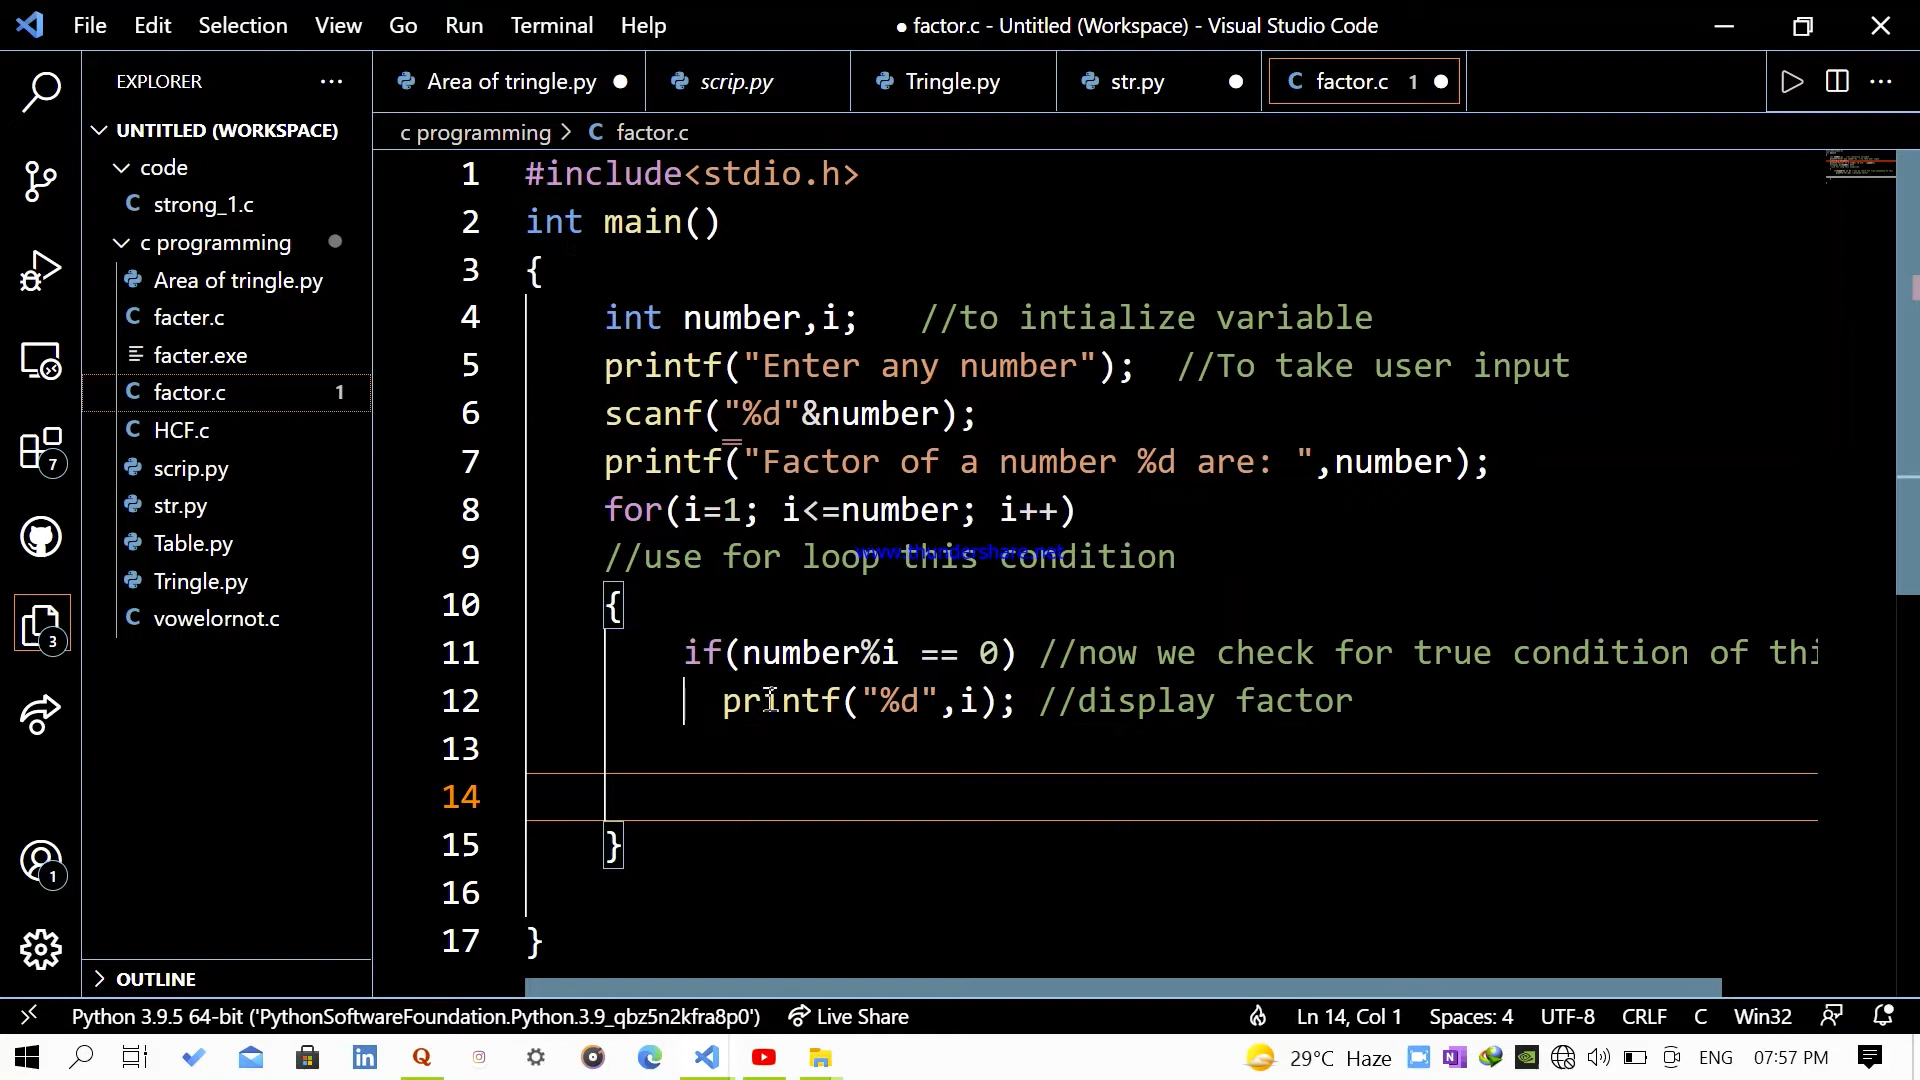 File Edit Selection View Go Run Terminal Help ● factor.c - Untitled (Workspace) - Visual Studio Code
EXPLORER ··· Area of tringle.py scrip.py Tringle.py str.py C factor.c 1 ···
UNTITLED (WORKSPACE)
c programming > C factor.c
code
C strong_1.c
c programming
Area of tringle.py
C facter.c
facter.exe
C factor.c 1
C HCF.c
scrip.py
str.py
Table.py
Tringle.py
C vowelornot.c
OUTLINE
7
3
1
1 #include<stdio.h>
2 int main()
3 {
4 int number,i; //to intialize variable
5 printf("Enter any number"); //To take user input
6 scanf("%d"&number);
7 printf("Factor of a number %d are: ",number);
8 for(i=1; i<=number; i++)
9 //use for loop this condition
www.thundershare.net
10 {
11 if(number%i == 0) //now we check for true condition of thi
12 printf("%d",i); //display factor
13
14
15 }
16
17 }
Python 3.9.5 64-bit ('PythonSoftwareFoundation.Python.3.9_qbz5n2kfra8p0') Live Share Ln 14, Col 1 Spaces: 4 UTF-8 CRLF C Win32
29°C Haze ENG 07:57 PM